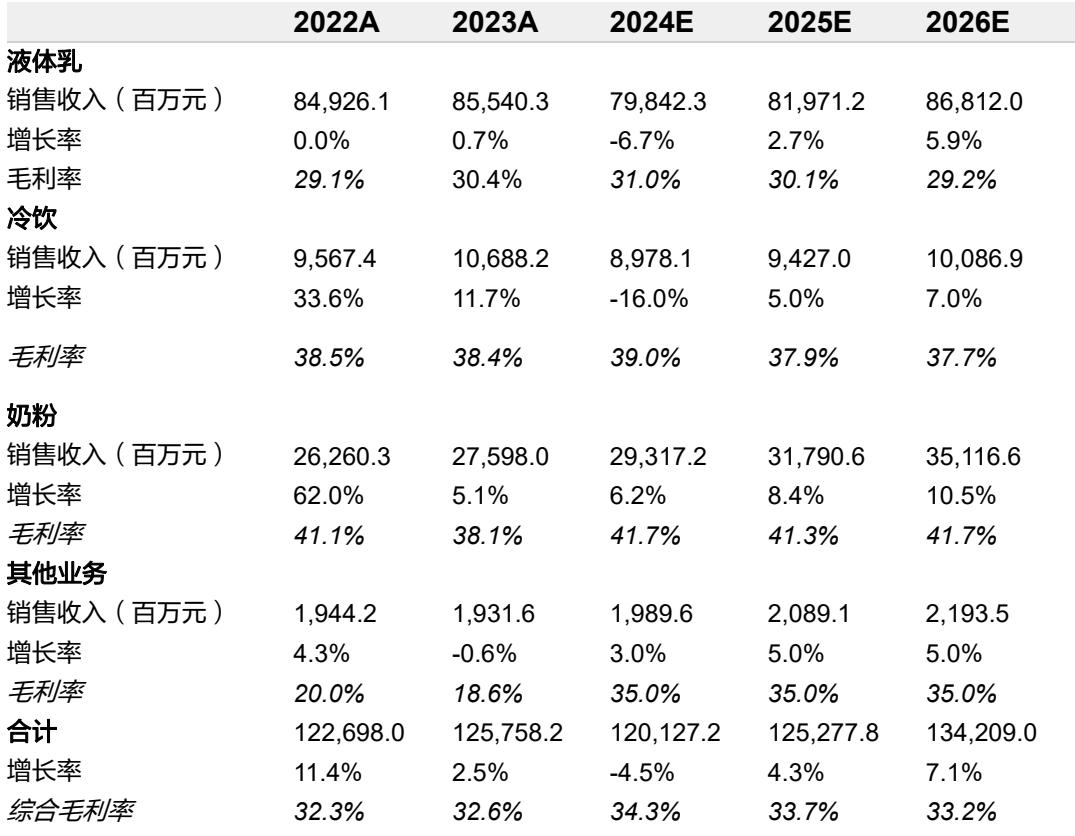 2022A 2023A 2024E 2025E 2026E
液体乳
销售收入（百万元） 84,926.1 85,540.3 79,842.3 81,971.2 86,812.0
增长率 0.0% 0.7% -6.7% 2.7% 5.9%
毛利率 29.1% 30.4% 31.0% 30.1% 29.2%
冷饮
销售收入（百万元） 9,567.4 10,688.2 8,978.1 9,427.0 10,086.9
增长率 33.6% 11.7% -16.0% 5.0% 7.0%
毛利率 38.5% 38.4% 39.0% 37.9% 37.7%
奶粉
销售收入（百万元） 26,260.3 27,598.0 29,317.2 31,790.6 35,116.6
增长率 62.0% 5.1% 6.2% 8.4% 10.5%
毛利率 41.1% 38.1% 41.7% 41.3% 41.7%
其他业务
销售收入（百万元） 1,944.2 1,931.6 1,989.6 2,089.1 2,193.5
增长率 4.3% -0.6% 3.0% 5.0% 5.0%
毛利率 20.0% 18.6% 35.0% 35.0% 35.0%
合计 122,698.0 125,758.2 120,127.2 125,277.8 134,209.0
增长率 11.4% 2.5% -4.5% 4.3% 7.1%
综合毛利率 32.3% 32.6% 34.3% 33.7% 33.2%